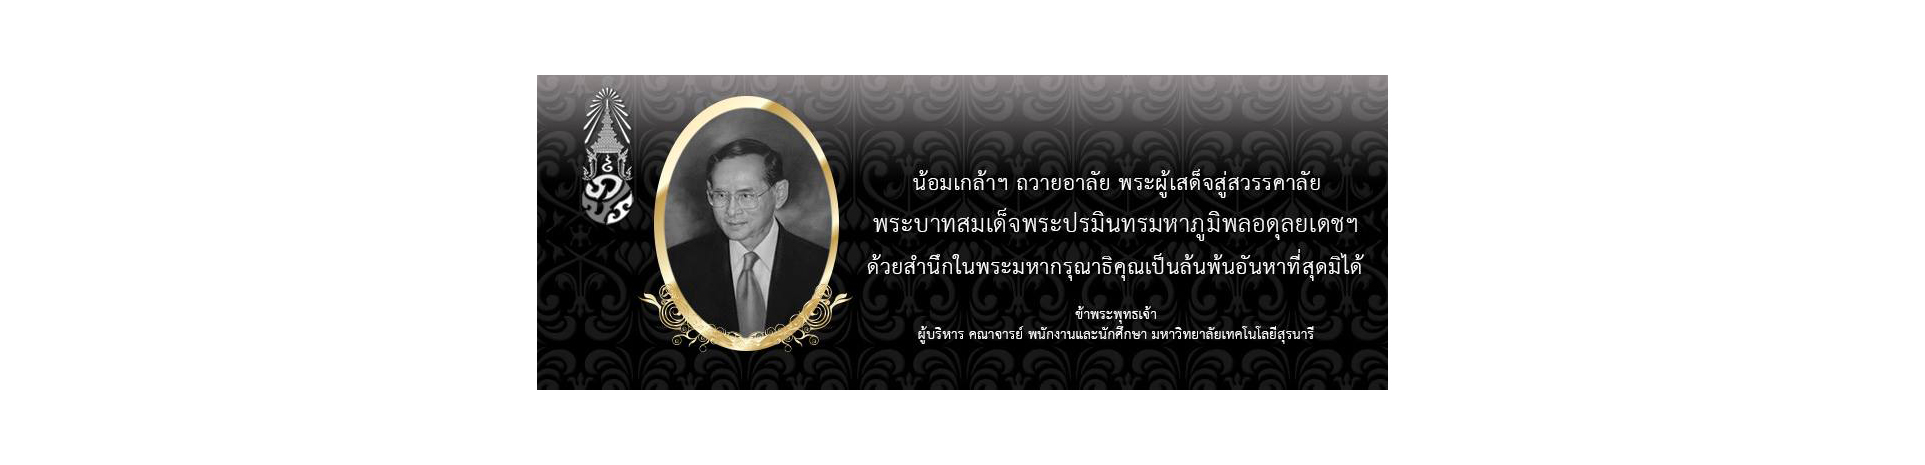 น้อมเกล้าฯ ถวายอาลัย พระผู้เสด็จสู่สวรรคาลัย
พระบาทสมเด็จพระปรมินทรมหาภูมิพลอดุลยเดชฯ
ด้วยสำนึกในพระมหากรุณาธิคุณเป็นล้นพ้นอันหาที่สุดมิได้
ข้าพระพุทธเจ้า
ผู้บริหาร คณาจารย์ พนักงานและนักศึกษา มหาวิทยาลัยเทคโนโลยีสุรนารี